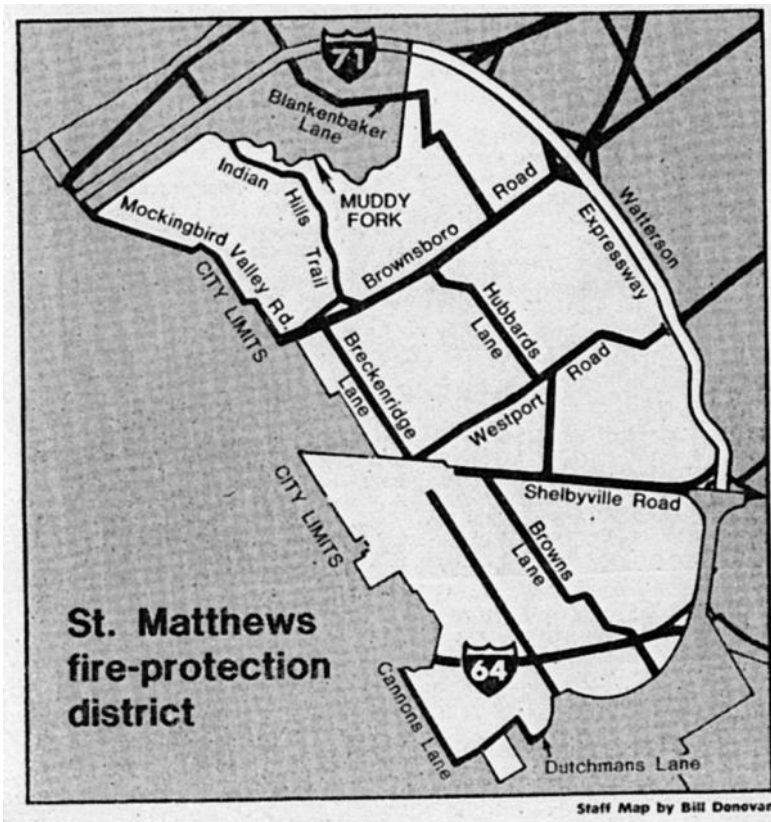 71
Blankenbaker
Lane
Indian
Hills
Trail
MUDDY
FORK
Road
Brownsboro
Watterson
Expressway
Mockingbird Valley Rd.
CITY LIMITS
Hubbards
Lane
Breckenridge
Lane
Road
Westport
CITY LIMITS
Shelbyville Road
Browns
Lane
St. Matthews
fire-protection
district
64
Cannons Lane
Dutchmans Lane
Staff Map by Bill Donovan